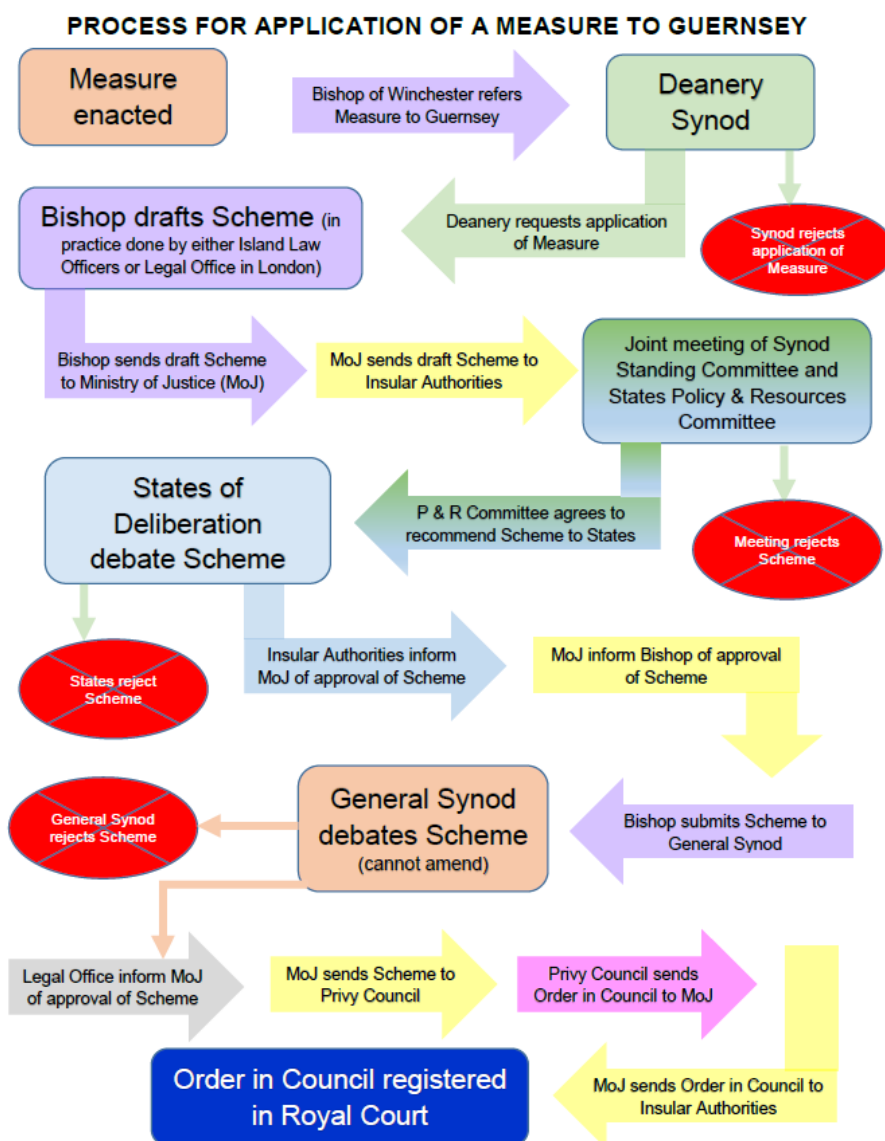 PROCESS FOR APPLICATION OF A MEASURE TO GUERNSEY
Measure
enacted
Bishop of Winchester refers
Measure to Guernsey
Deanery
Synod
Bishop drafts Scheme (in
practice done by either Island Law
Officers or Legal Office in London)
Deanery requests application
of Measure
Synod rejects
application of
Measure
Bishop sends draft Scheme
to Ministry of Justice (MoJ)
MoJ sends draft Scheme to
Insular Authorities
Joint meeting of Synod
Standing Committee and
States Policy & Resources
Committee
States of
Deliberation
debate Scheme
P & R Committee agrees to
recommend Scheme to States
Meeting rejects
Scheme
States reject
Scheme
Insular Authorities inform
MoJ of approval of Scheme
MoJ inform Bishop of approval
of Scheme
General Synod
rejects Scheme
General Synod
debates Scheme
(cannot amend)
Bishop submits Scheme to
General Synod
Legal Office inform MoJ
of approval of Scheme
MoJ sends Scheme to
Privy Council
Privy Council sends
Order in Council to MoJ
Order in Council registered
in Royal Court
MoJ sends Order in Council to
Insular Authorities